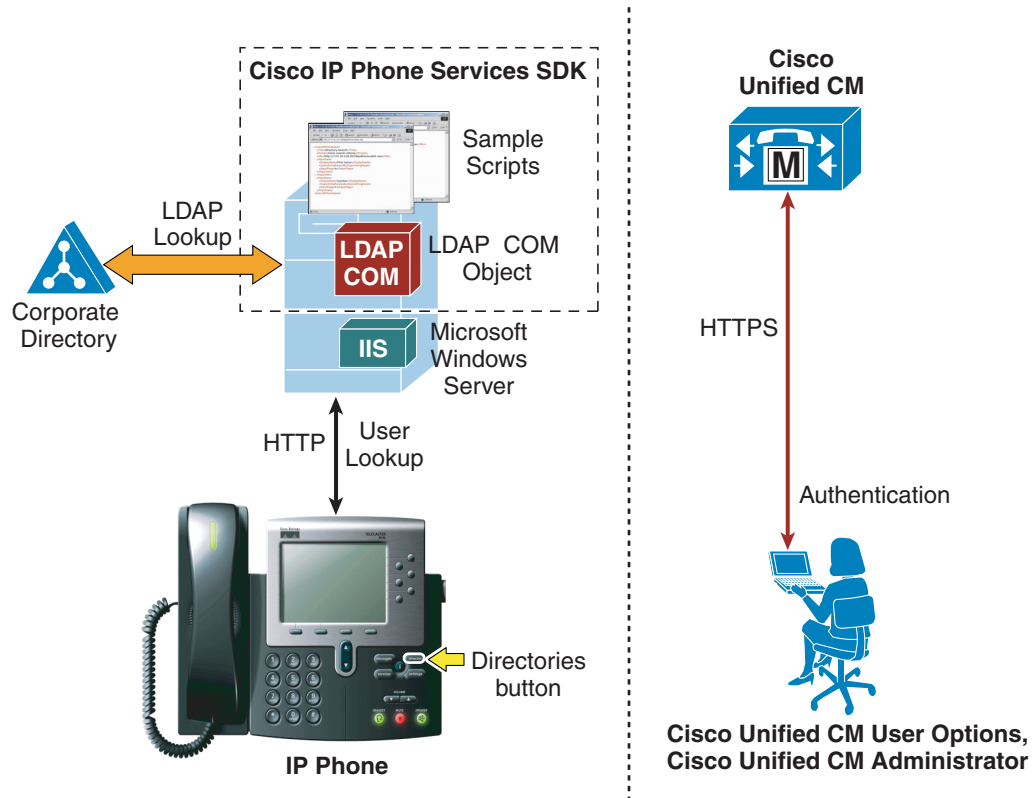 Cisco IP Phone Services SDK
Sample
Scripts
LDAP
Lookup
LDAP
COM
LDAP COM
Object
Corporate
Directory
IIS
Microsoft
Windows
Server
HTTP
User
Lookup
Directories
button
IP Phone
Cisco
Unified CM
M
HTTPS
Authentication
Cisco Unified CM User Options,
Cisco Unified CM Administrator